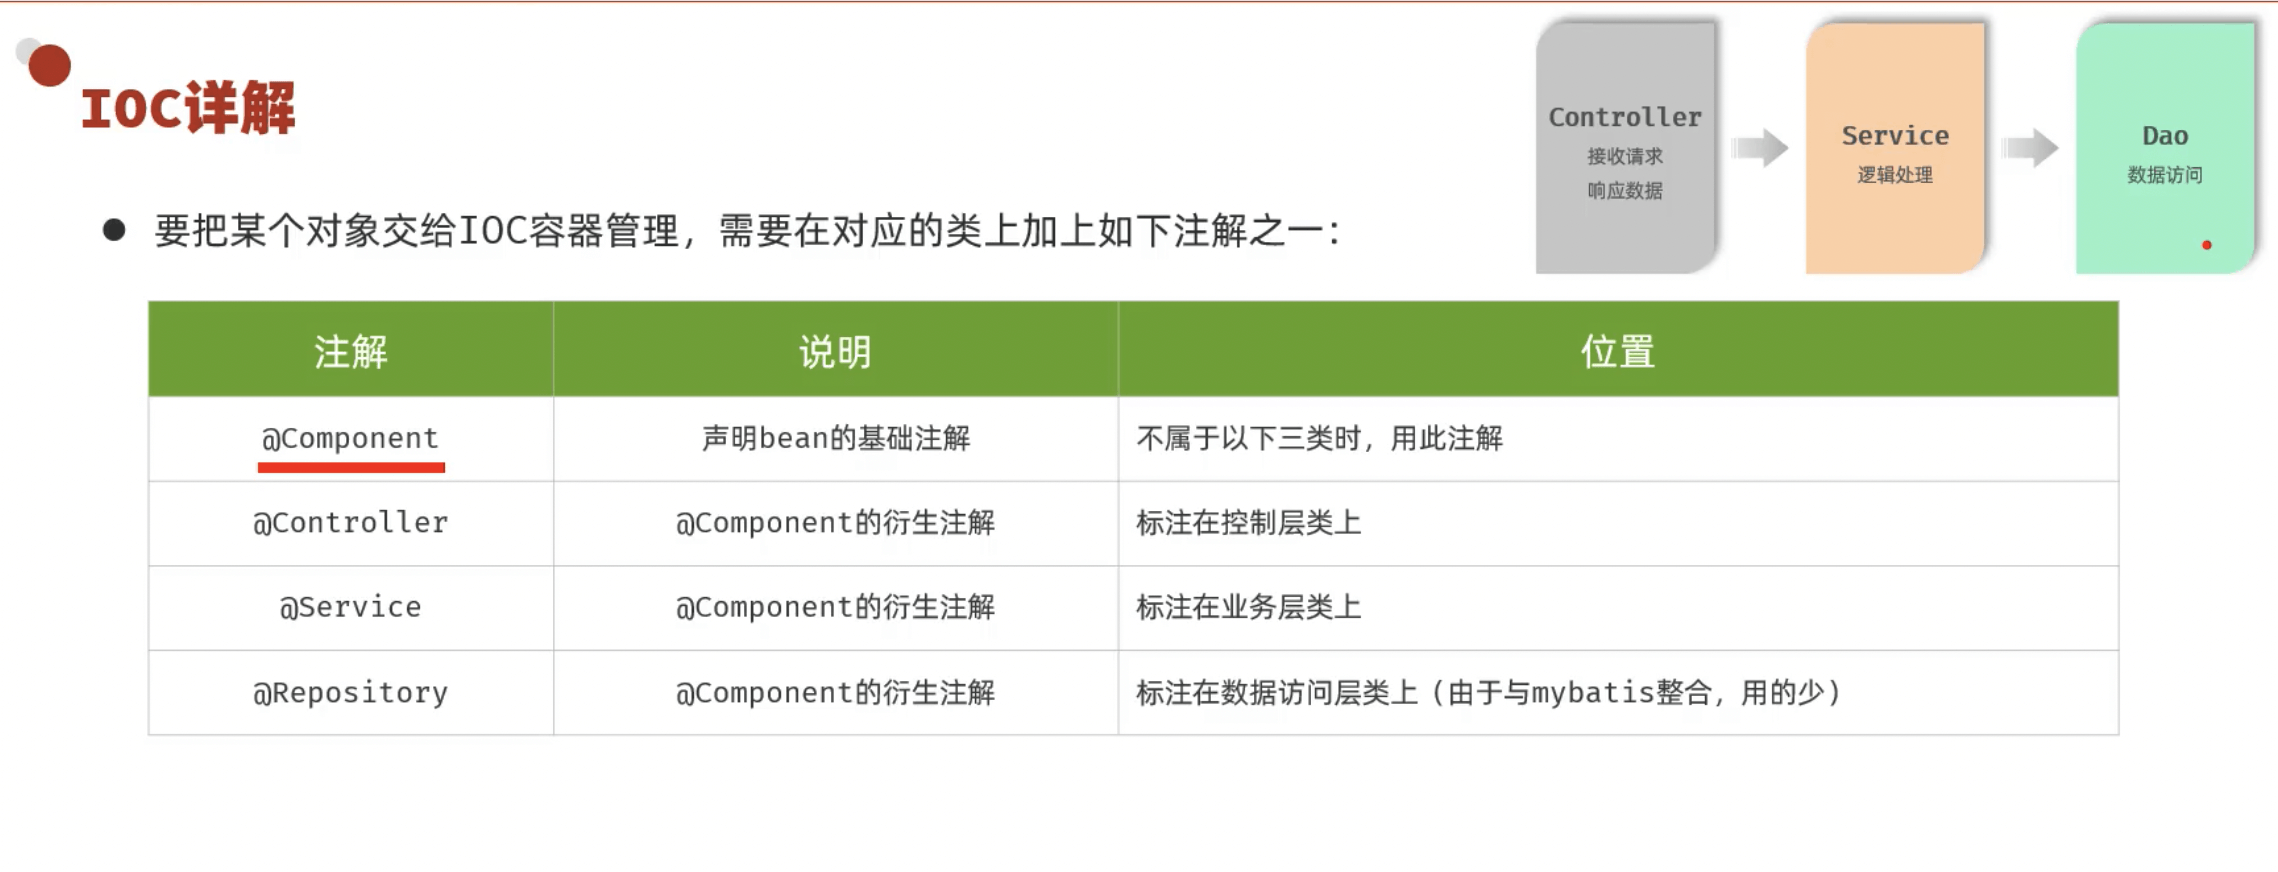 IOC详解
Controller
接收请求
响应数据
Service
逻辑处理
Dao
数据访问
要把某个对象交给IOC容器管理，需要在对应的类上加上如下注解之一：
注解 说明 位置
@Component 声明bean的基础注解 不属于以下三类时，用此注解
@Controller @Component的衍生注解 标注在控制层类上
@Service @Component的衍生注解 标注在业务层类上
@Repository @Component的衍生注解 标注在数据访问层类上（由于与mybatis整合，用的少）